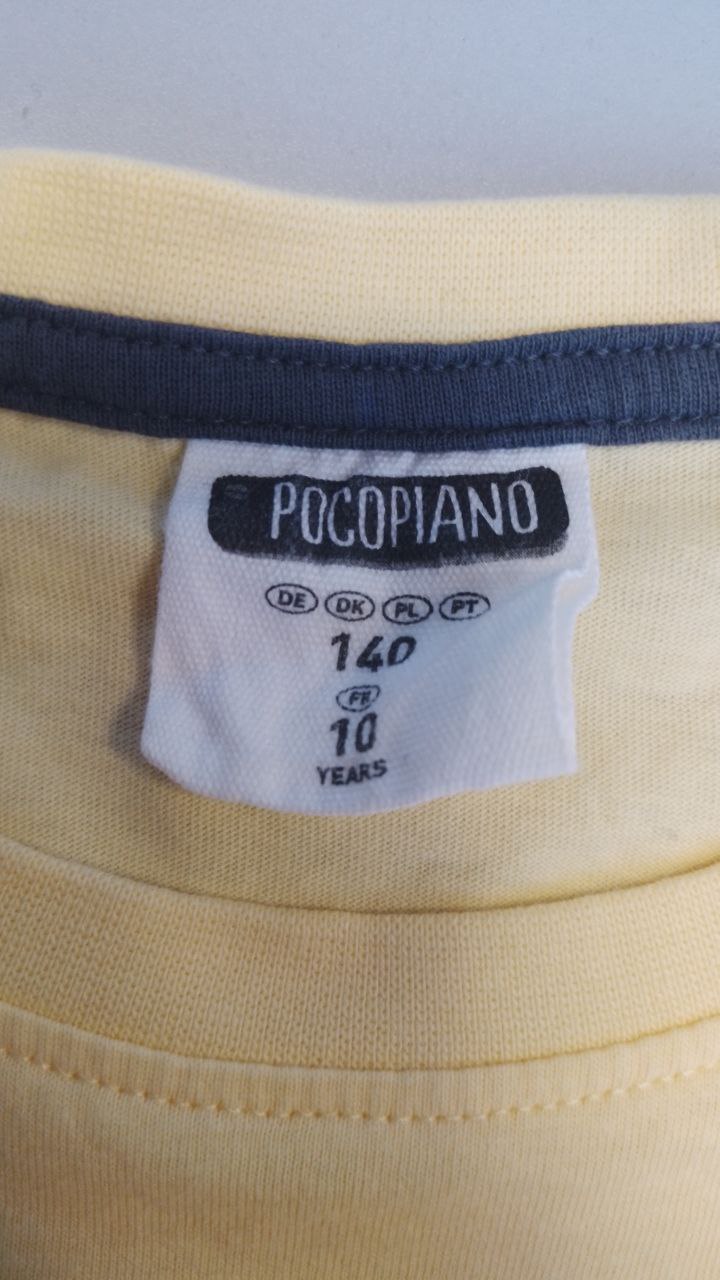 POCOPIANO
DE DK PL PT
140
FR
10
YEARS